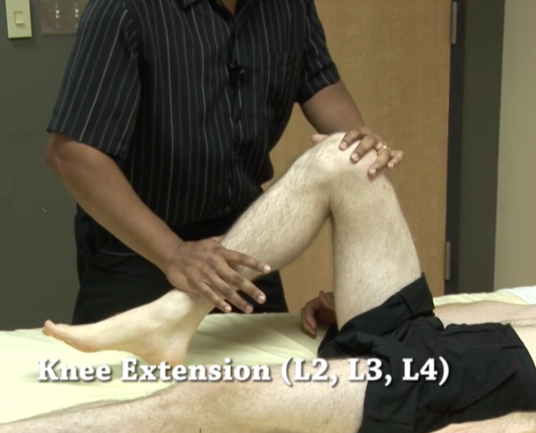 Knee Extension (L2, L3, L4)